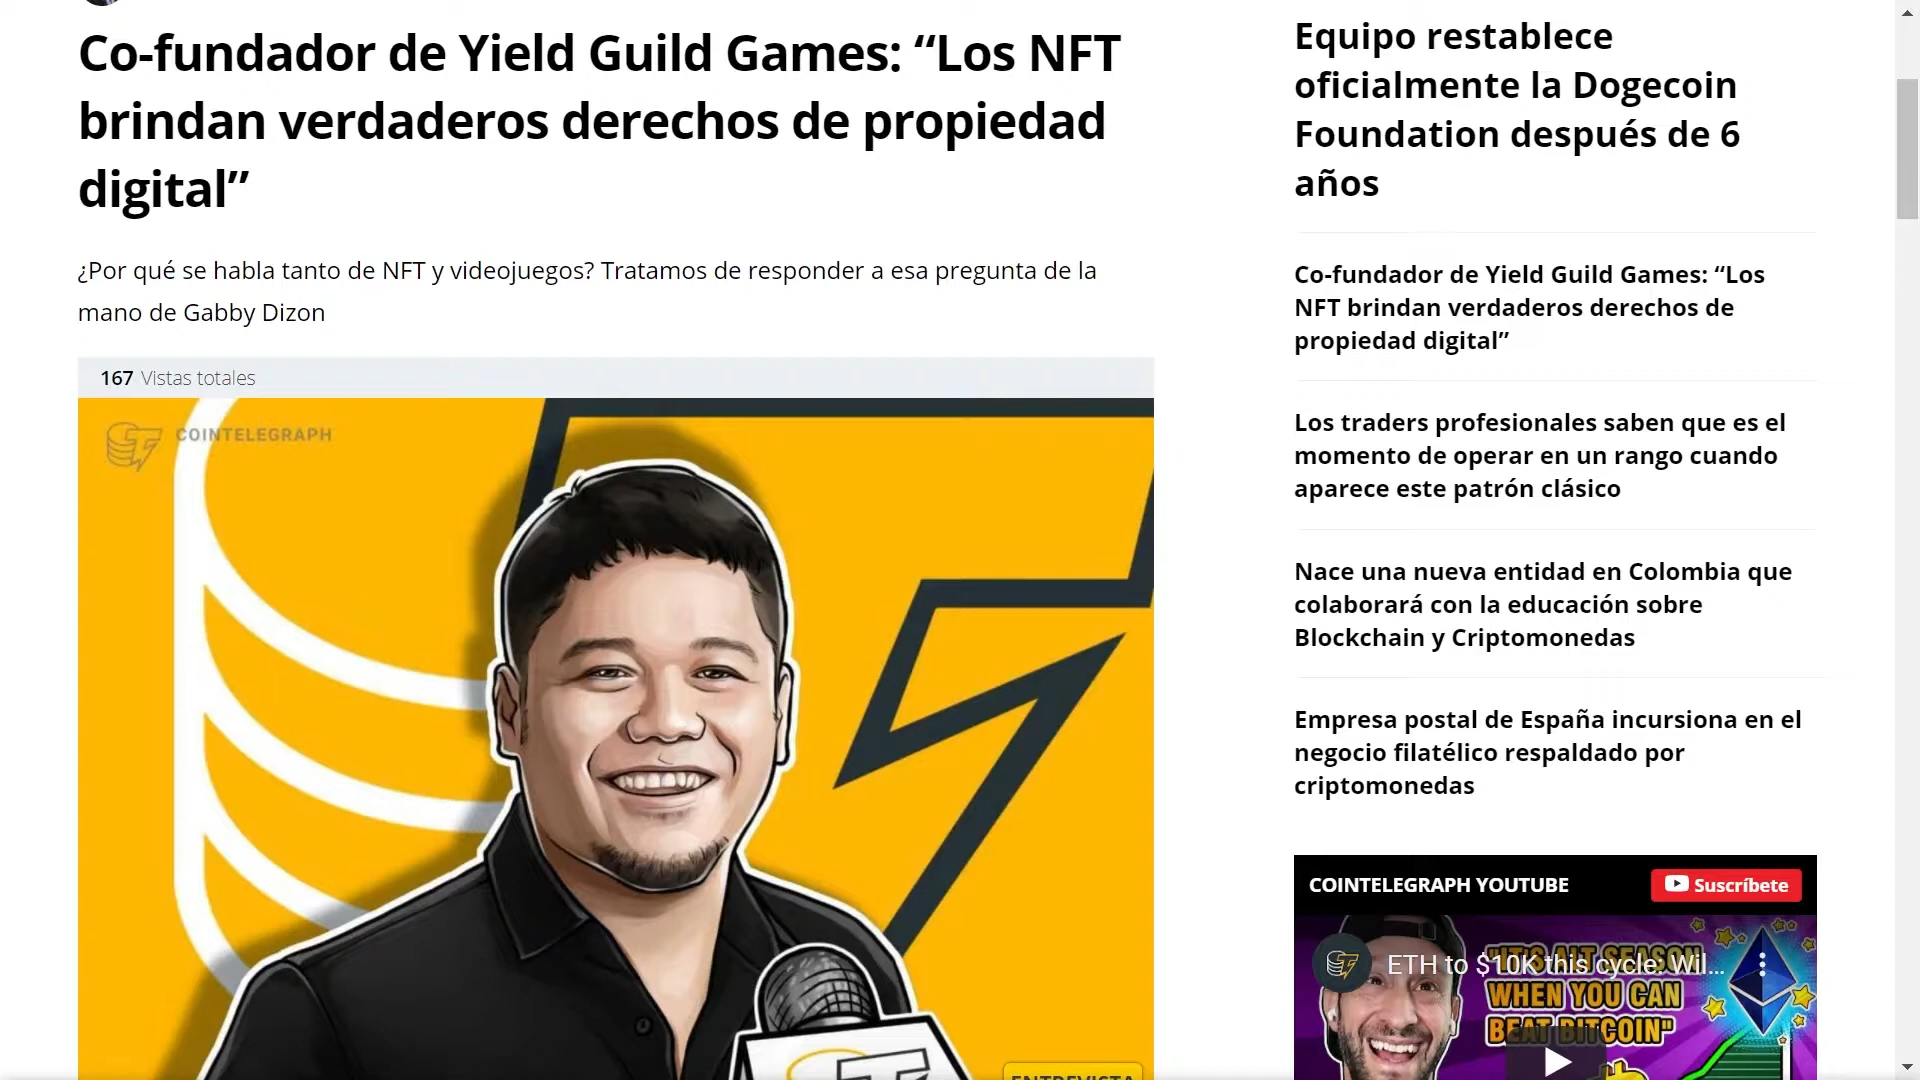 Co-fundador de Yield Guild Games: “Los NFT
brindan verdaderos derechos de propiedad
digital”
¿Por qué se habla tanto de NFT y videojuegos? Tratamos de responder a esa pregunta de la
mano de Gabby Dizon
167 Vistas totales
COINTELEGRAPH
ENTREVISTA
Equipo restablece
oficialmente la Dogecoin
Foundation después de 6
años
Co-fundador de Yield Guild Games: “Los
NFT brindan verdaderos derechos de
propiedad digital”
Los traders profesionales saben que es el
momento de operar en un rango cuando
aparece este patrón clásico
Nace una nueva entidad en Colombia que
colaborará con la educación sobre
Blockchain y Criptomonedas
Empresa postal de España incursiona en el
negocio filatélico respaldado por
criptomonedas
COINTELEGRAPH YOUTUBE
Suscríbete
ETH to $10K this cycle: Wil...
"IT'S ALT SEASON
WHEN YOU CAN
BEAT BITCOIN"